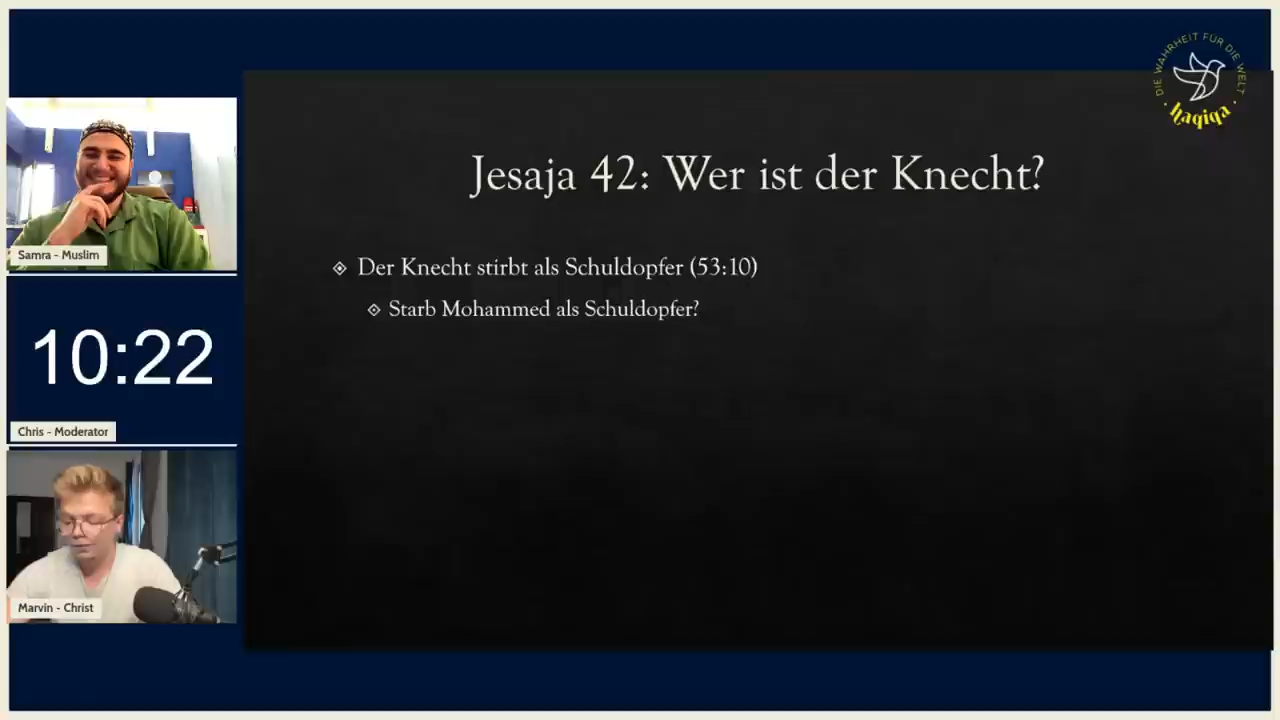 DIE WAHRHEIT FÜR DIE WELT
haqiqa
Jesaja 42: Wer ist der Knecht?
Der Knecht stirbt als Schuldopfer (53:10)
Starb Mohammed als Schuldopfer?
Samra - Muslim
10:22
Chris - Moderator
Marvin - Christ